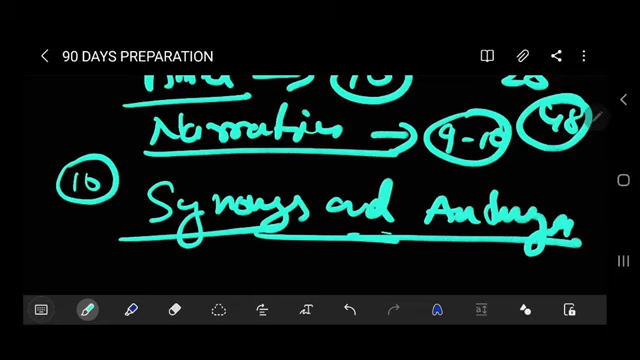 90 DAYS PREPARATION
Narration → 9-10 48
10 Synonyms and Antonyms